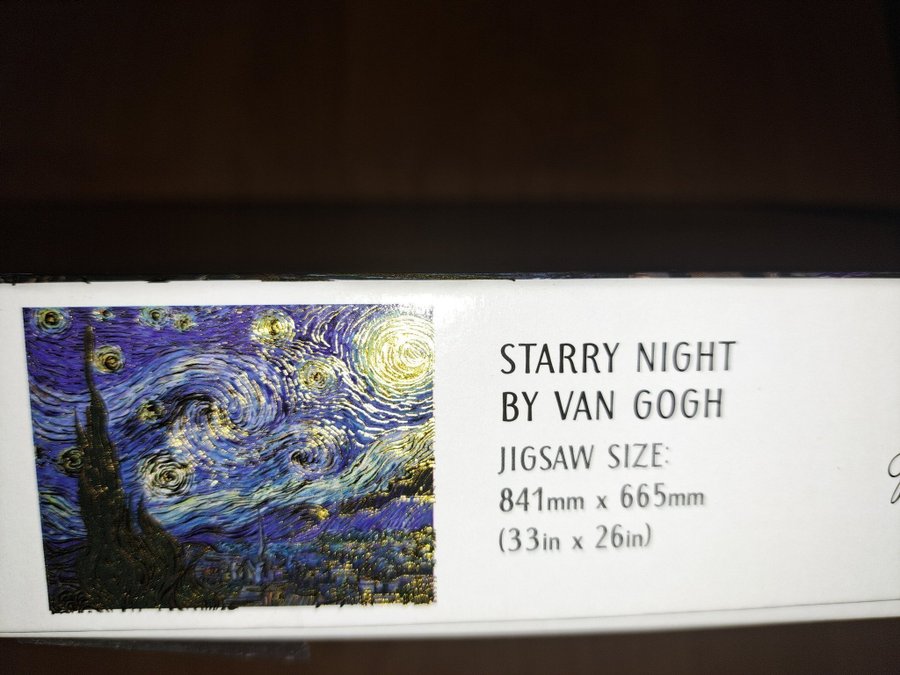 STARRY NIGHT
BY VAN GOGH
JIGSAW SIZE:
841mm x 665mm
(33in x 26in)